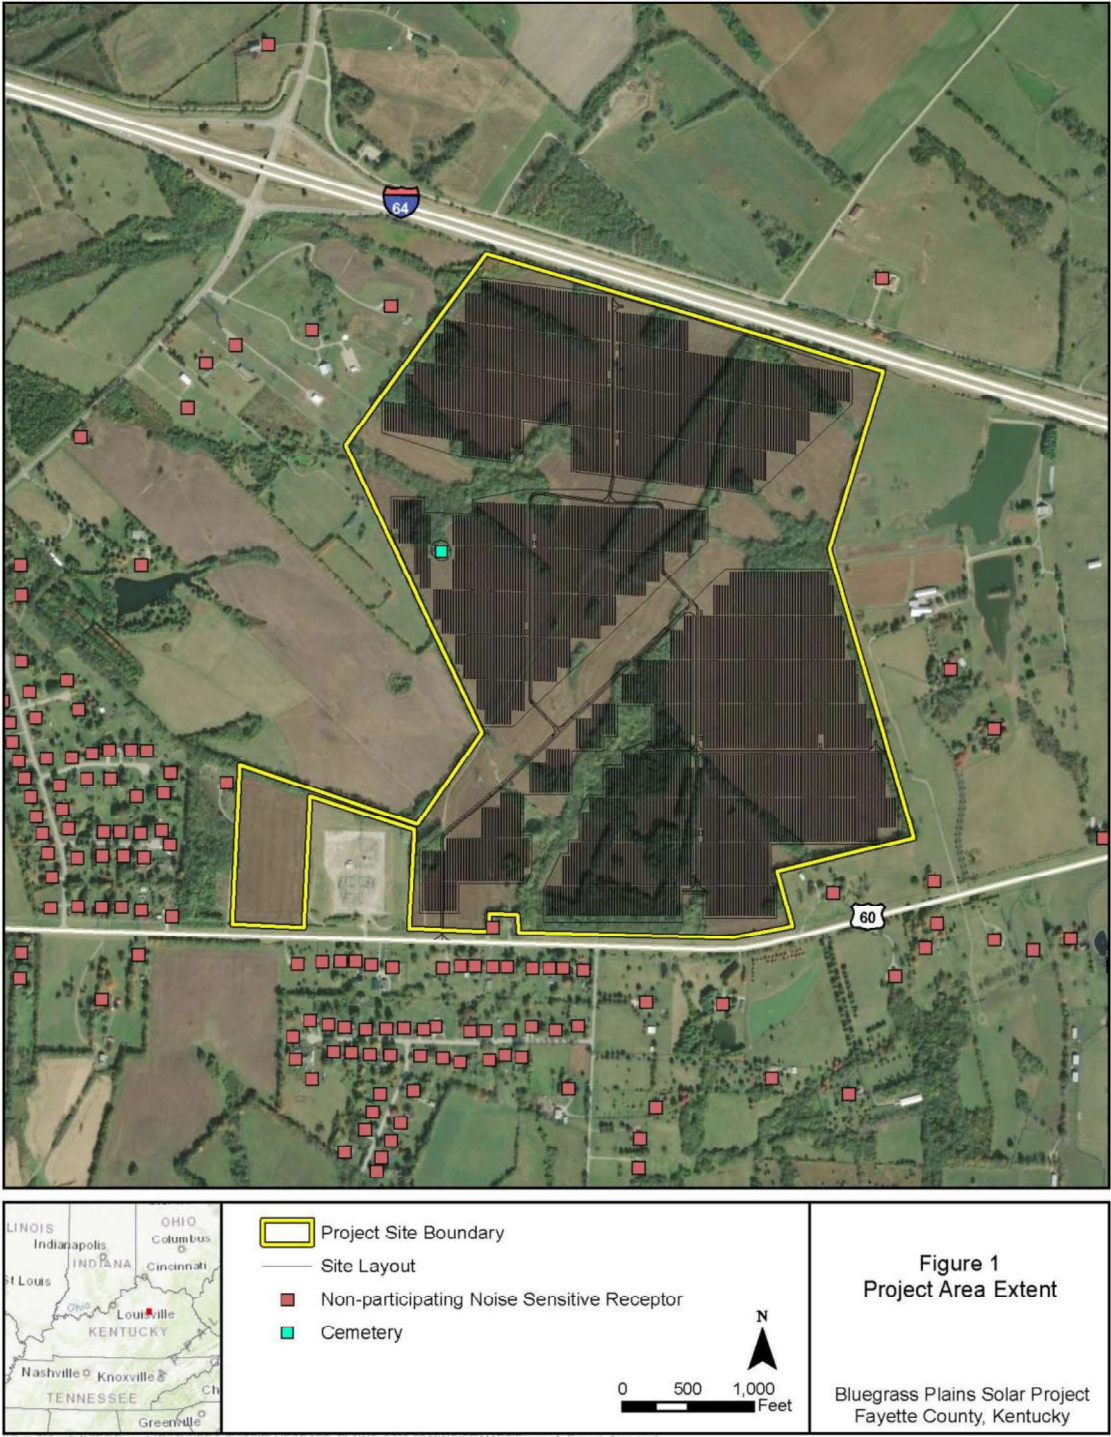 64
60
LINOIS
OHIO
Indianapolis
Columbus
INDIANA
St Louis
Cincinnati
Ohio
Louisville
KENTUCKY
Nashville
Knoxville
TENNESSEE
Ch
Greenville
Project Site Boundary
Site Layout
Non-participating Noise Sensitive Receptor
Cemetery
N
0 500 1,000
Feet
Figure 1
Project Area Extent
Bluegrass Plains Solar Project
Fayette County, Kentucky